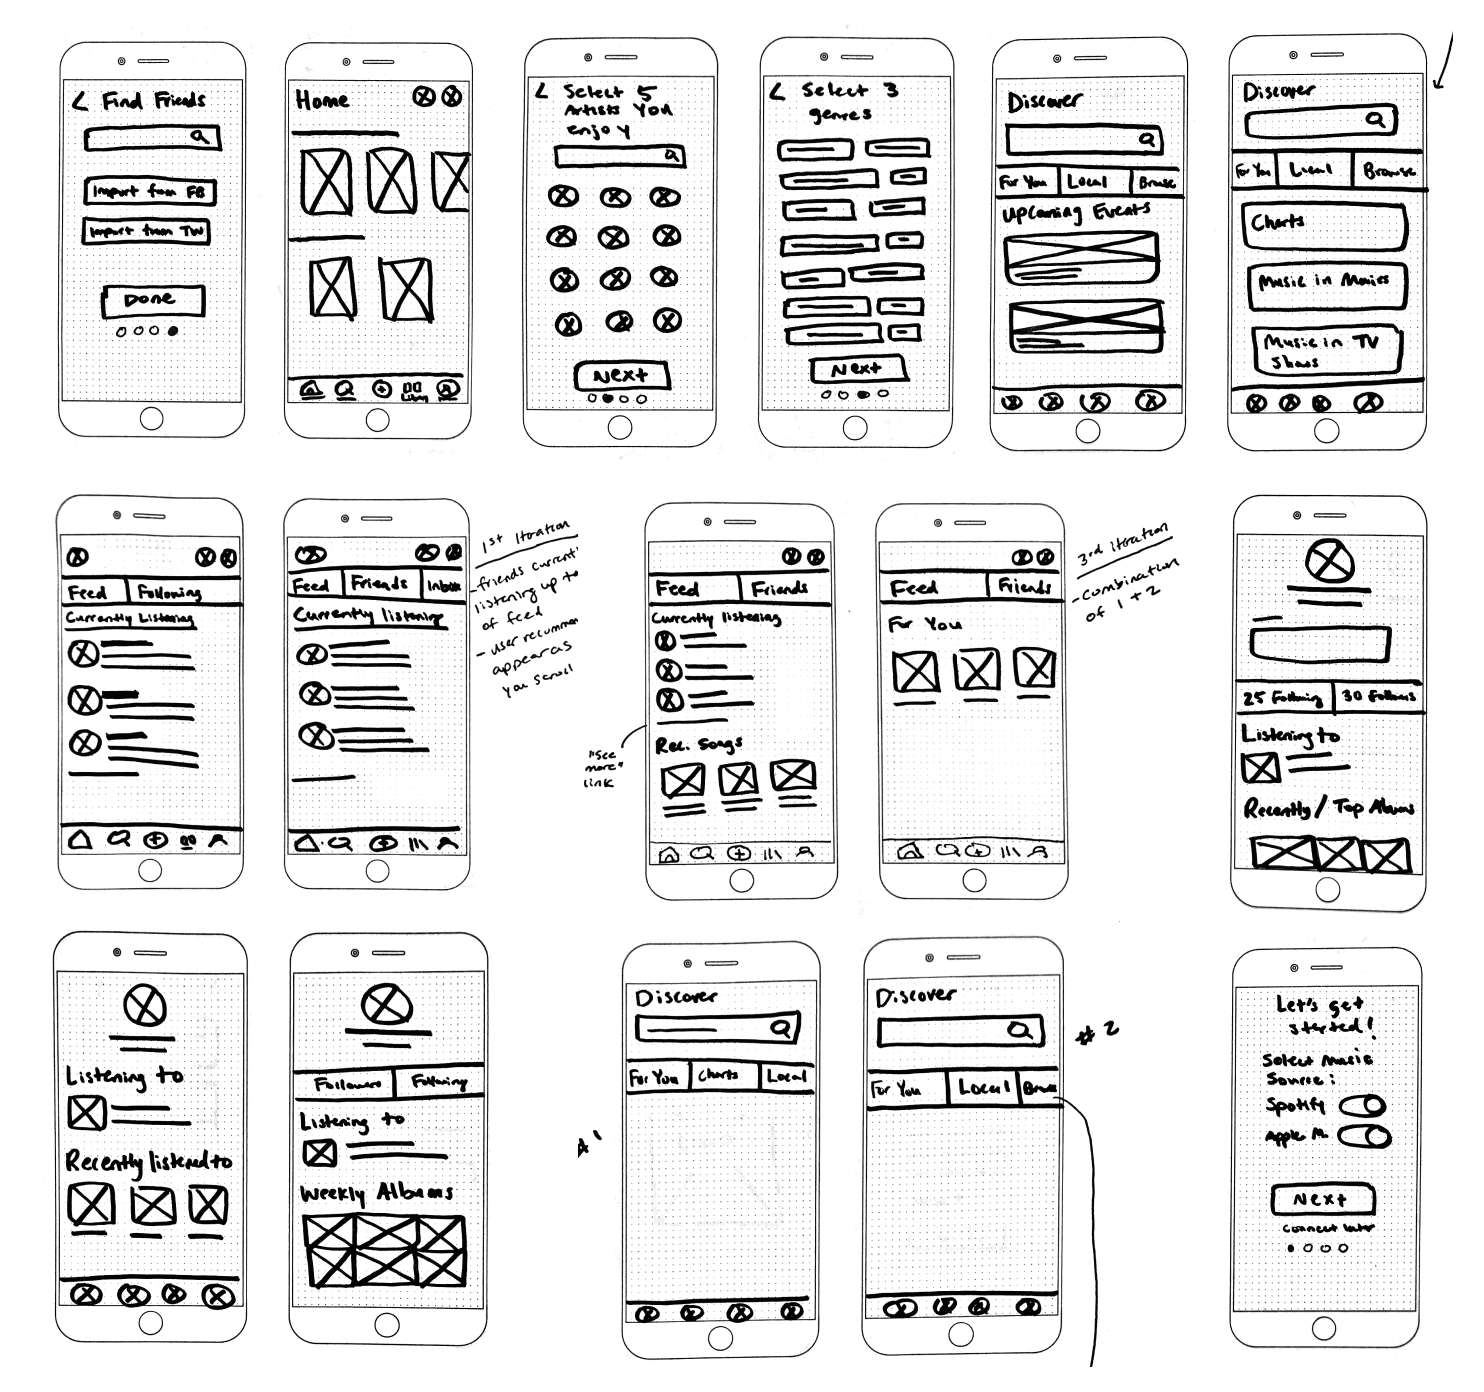 Find Friends
Import from FB
Import from TW
Done
Home
Library
Select 5
Artists You
enjoy
Next
Select 3
genres
Next
Discover
For You
Local
Browse
Upcoming Events
Discover
For You
Local
Browse
Charts
Music in Movies
Music in TV
Shows
Feed
Following
Currently Listening
Feed
Friends
Inbox
Currently listening
1st Itration
-friends current
listening up to
of feed
- user recomme
appear as
you scroll
Feed
Friends
Currently listening
Rec. Songs
"see
more"
link
Feed
Friends
For You
3rd itration
-combination
of 1 + 2
25 Following
30 Followers
Listening to
Recently / Top Albums
Listening to
Recently listened to
Followers
Following
Listening to
Weekly Albums
Discover
For You
Charts
Local
#1
Discover
For You
Local
Browse
#2
Let's get
started!
Select Music
Source:
Spotify
Apple M.
Next
Connect later